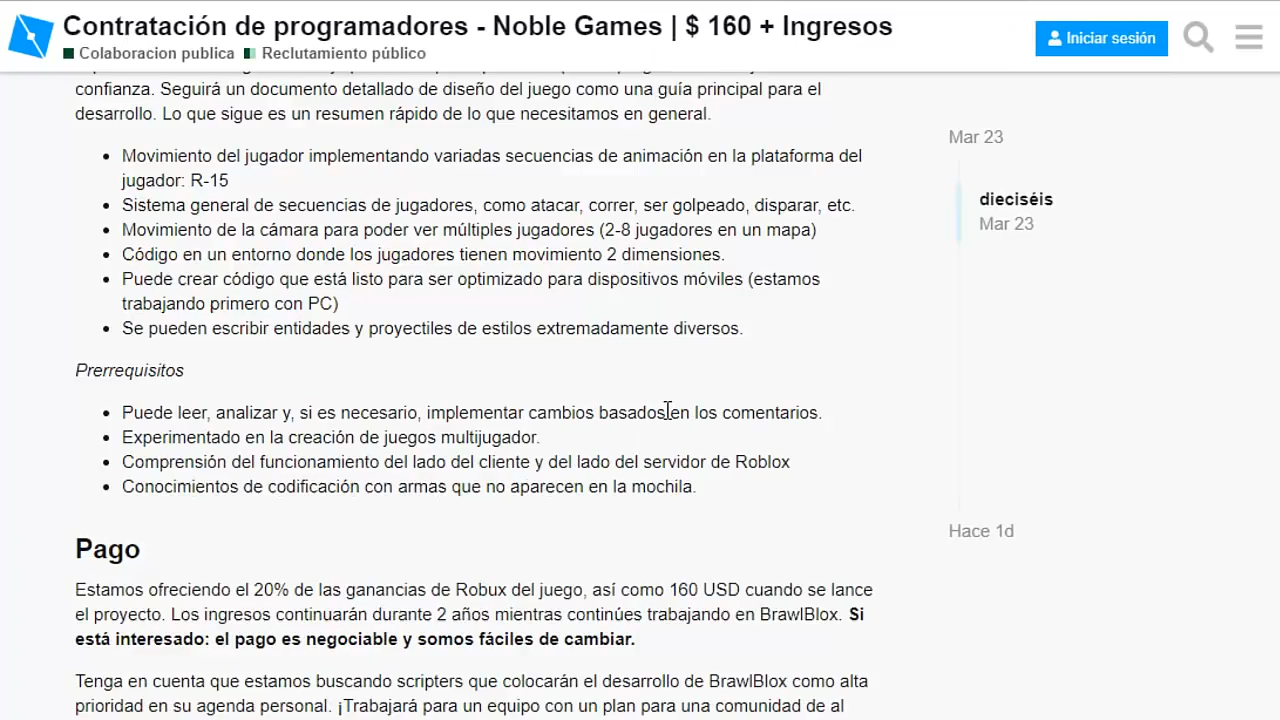 Contratación de programadores - Noble Games | $ 160 + Ingresos
Colaboracion publica Reclutamiento público
Iniciar sesión
confianza. Seguirá un documento detallado de diseño del juego como una guía principal para el
desarrollo. Lo que sigue es un resumen rápido de lo que necesitamos en general.
Movimiento del jugador implementando variadas secuencias de animación en la plataforma del
jugador: R-15
Sistema general de secuencias de jugadores, como atacar, correr, ser golpeado, disparar, etc.
Movimiento de la cámara para poder ver múltiples jugadores (2-8 jugadores en un mapa)
Código en un entorno donde los jugadores tienen movimiento 2 dimensiones.
Puede crear código que está listo para ser optimizado para dispositivos móviles (estamos
trabajando primero con PC)
Se pueden escribir entidades y proyectiles de estilos extremadamente diversos.
Prerrequisitos
Puede leer, analizar y, si es necesario, implementar cambios basados en los comentarios.
Experimentado en la creación de juegos multijugador.
Comprensión del funcionamiento del lado del cliente y del lado del servidor de Roblox
Conocimientos de codificación con armas que no aparecen en la mochila.
Pago
Estamos ofreciendo el 20% de las ganancias de Robux del juego, así como 160 USD cuando se lance
el proyecto. Los ingresos continuarán durante 2 años mientras continúes trabajando en BrawlBlox. Si
está interesado: el pago es negociable y somos fáciles de cambiar.
Tenga en cuenta que estamos buscando scripters que colocarán el desarrollo de BrawlBlox como alta
prioridad en su agenda personal. ¡Trabajará para un equipo con un plan para una comunidad de al
Mar 23
dieciséis
Mar 23
Hace 1d